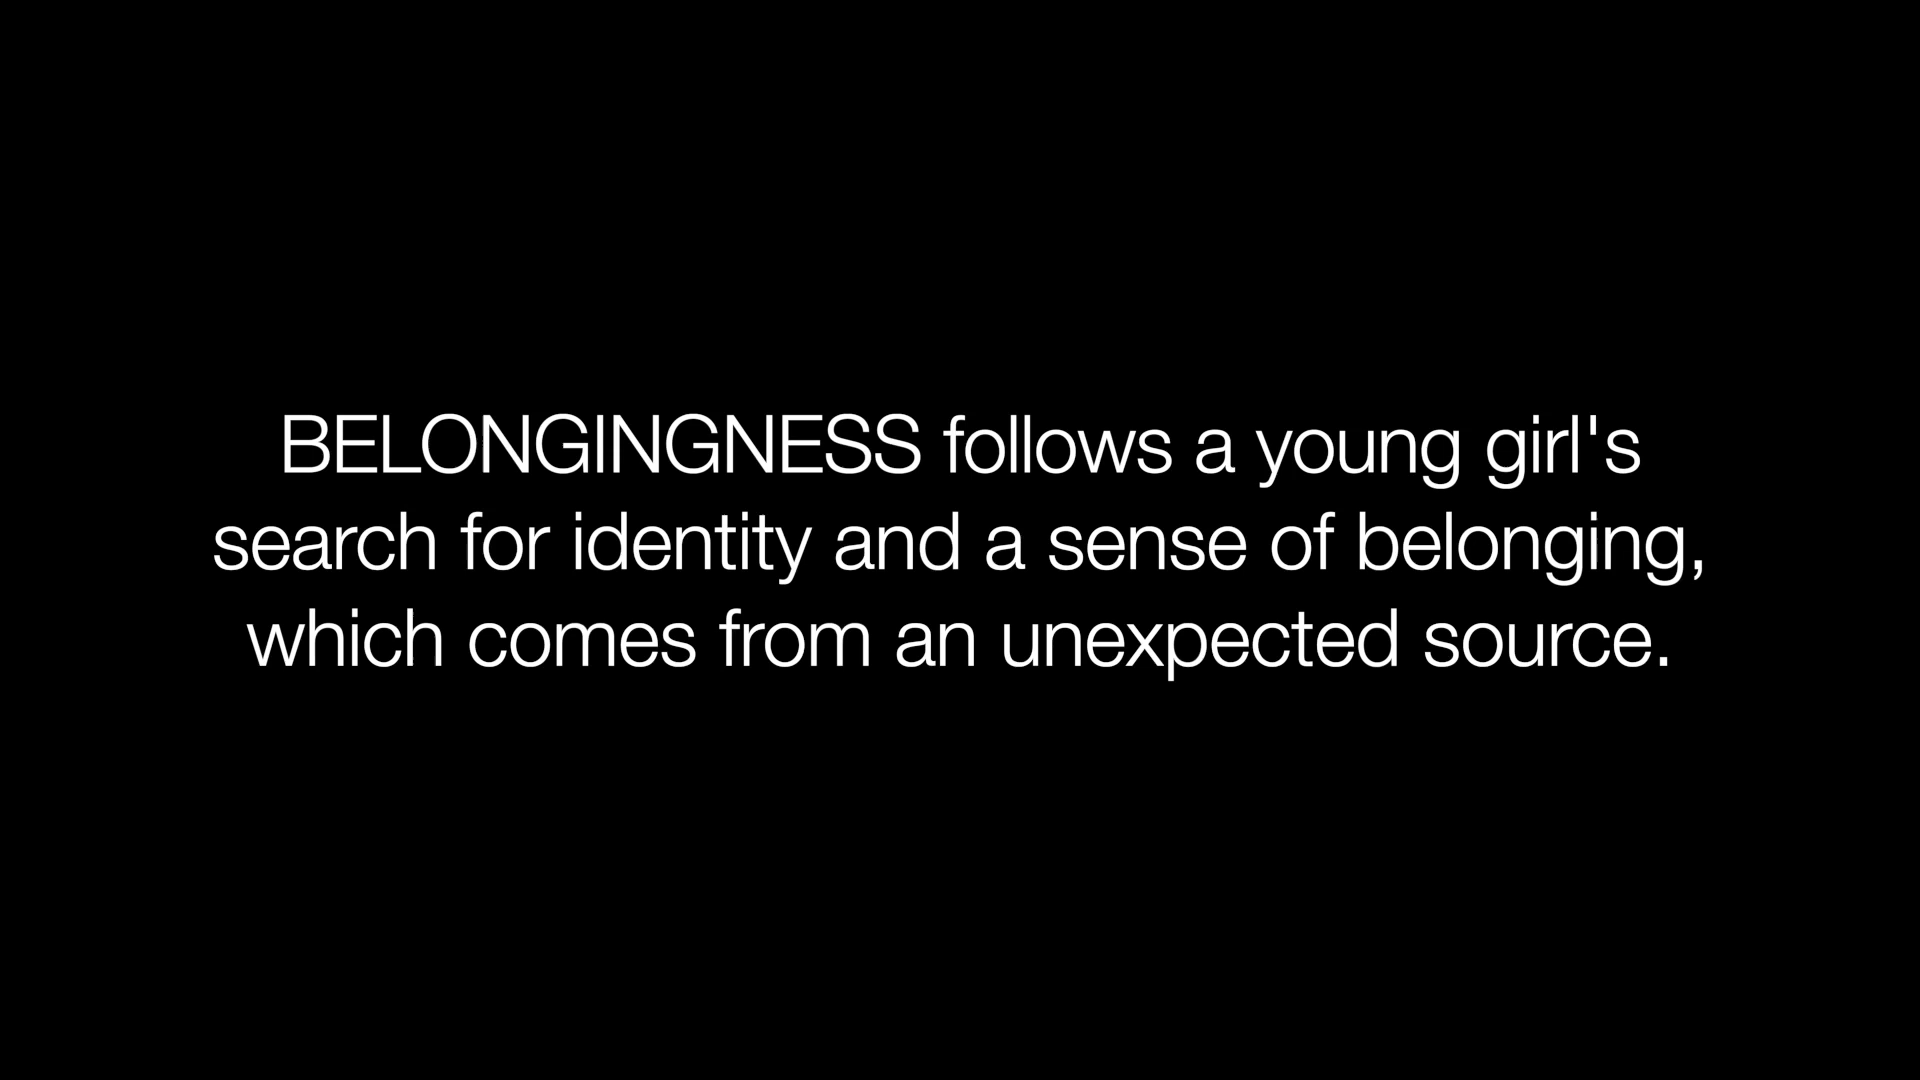 BELONGINGNESS follows a young girl's
search for identity and a sense of belonging,
which comes from an unexpected source.